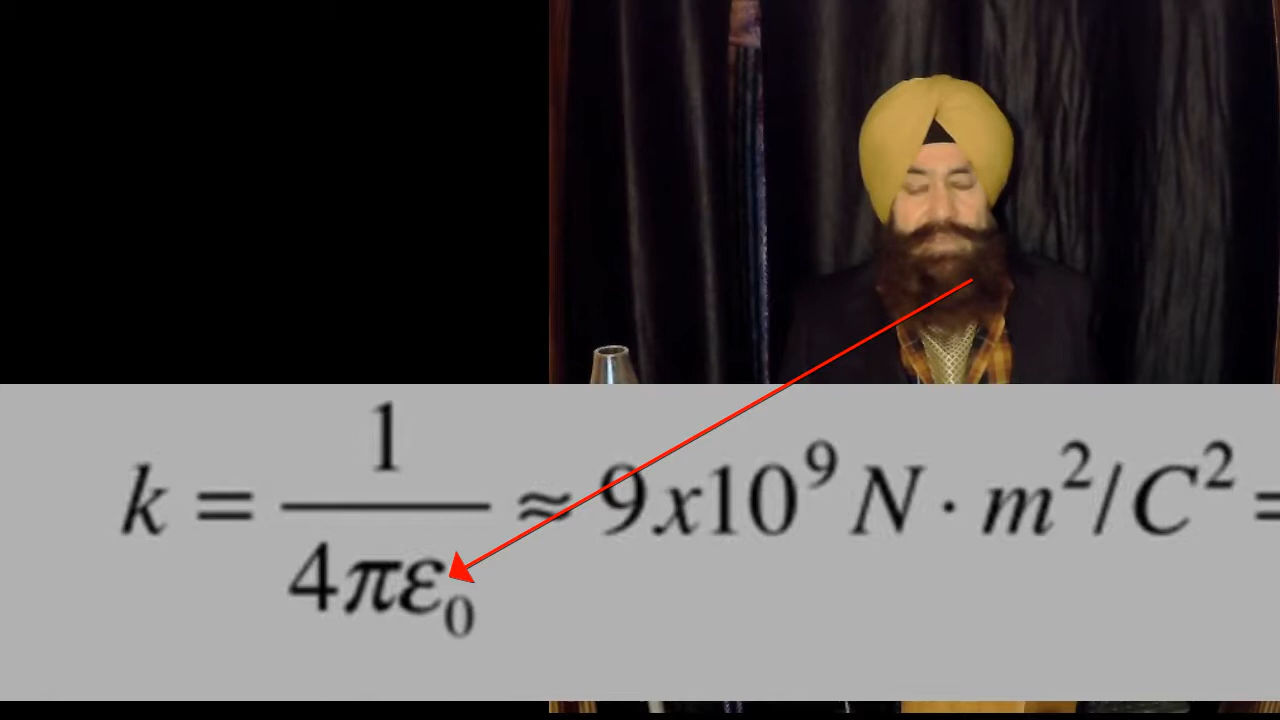 k = 1/4πε₀ ≈ 9x10⁹ N · m²/C² =